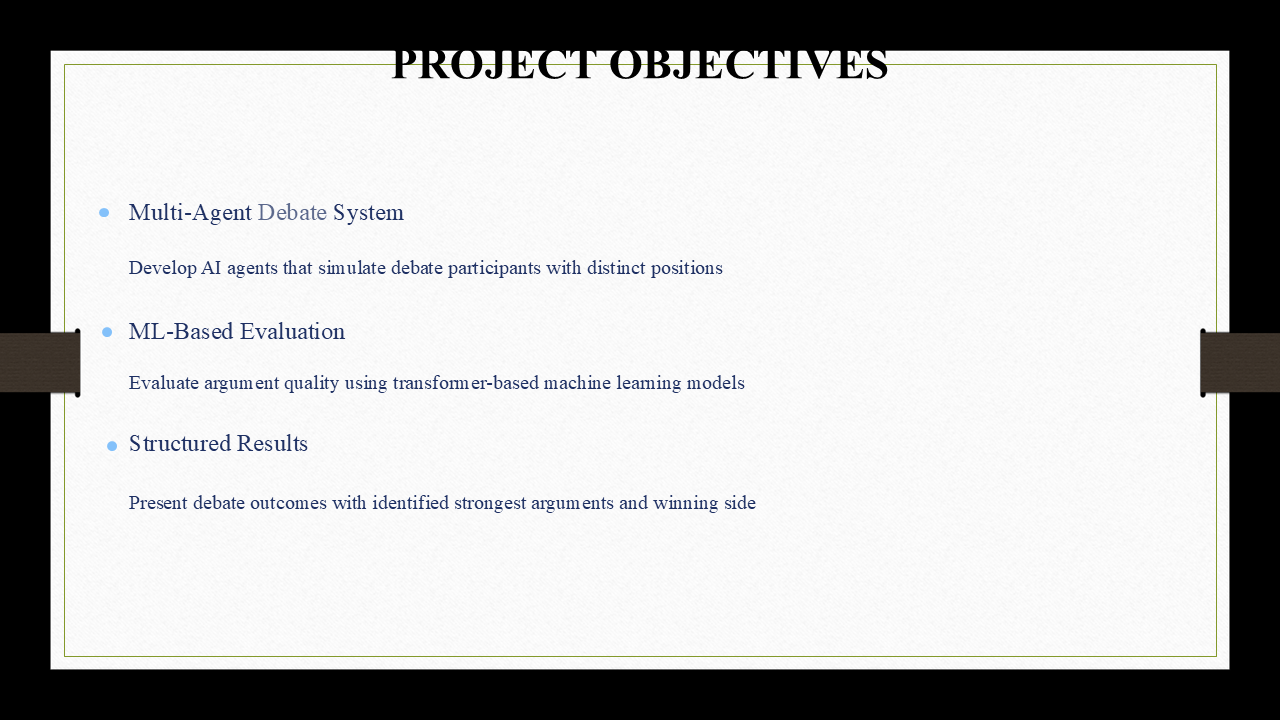 PROJECT OBJECTIVES
Multi-Agent Debate System
Develop AI agents that simulate debate participants with distinct positions
ML-Based Evaluation
Evaluate argument quality using transformer-based machine learning models
Structured Results
Present debate outcomes with identified strongest arguments and winning side